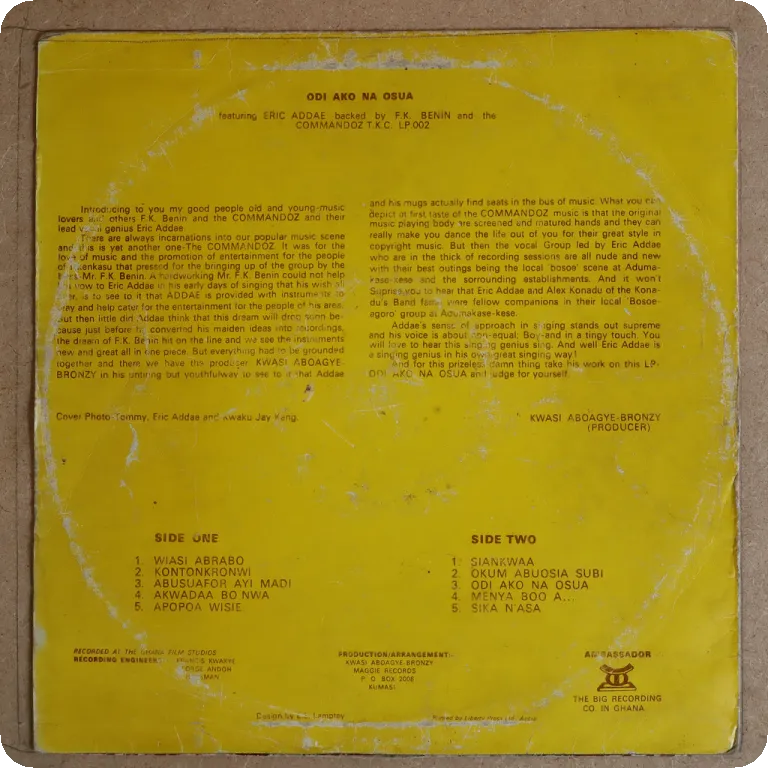 ODI AKO NA OSUA
featuring ERIC ADDAE backed by F.K. BENIN and the
COMMANDOZ T.K.C. LP.002
Introducing to you my good people old and young-music
lovers and others F.K. Benin and the COMMANDOZ and their
lead vocal genius Eric Addae.
There are always incarnations into our popular music scene
and this is yet another one-The COMMANDOZ. It was for the
love of music and the promotion of entertainment for the people
of that pressed for the bringing up of the group by the
Mr. F.K. Benin. A hardworking Mr. F.K. Benin could not help
vow to Eric Addae in his early days of singing that his wish all
is to see to it that ADDAE is provided with instruments to
play and help cater for the entertainment for the people of his area.
But then little did Addae think that this dream will drop soon be-
cause just before he converted his maiden ideas into recordings,
the dream of F.K. Benin hit on the line and we see the instruments
new and great all in one piece. But everything had to be grounded
together and them we have the producer KWASI ABOAGYE-
BRONZY in his untiring but youthfulway to see to it that Addae
and his mugs actually find seats in the bus of music. What you can
depict in first taste of the COMMANDOZ music is that the original
music playing body are screened and matured hands and they can
really make you dance the life out of you for their great style in
copyright music. But then the vocal Group led by Eric Addae
who are in the thick of recording sessions are all nude and new
with their best outings being the local 'bosoe' scene at Aduma-
kase-kese and the sorrounding establishments. And it won't
Supries you to hear that Eric Addae and Alex Konadu of the Kona-
du's Band fame were fellow companions in their local 'Bosoe-
agoro' group at Adumakase-kese.
Addae's sense of approach in singing stands out supreme
and his voice is about non-equal. Boy-and in a tingy touch. You
will love to hear this singing genius sing. And well Eric Addae is
a singing genius in his own great singing way!
And for this prizeless damn thing take his work on this LP-
ODI AKO NA OSUA and judge for yourself.
Cover Photo-Tommy, Eric Addae and Kwaku Jay Kang.
KWASI ABOAGYE-BRONZY
(PRODUCER)
SIDE ONE
1. WIASI ABRABO
2. KONTONKRONWI
3. ABUSUAFOR AYI MADI
4. AKWADAA BO NWA
5. APOPOA WISIE
SIDE TWO
1. SIANKWAA
2. OKUM ABUOSIA SUBI
3. ODI AKO NA OSUA
4. MENYA BOO A...
5. SIKA N'ASA
RECORDED AT THE GHANA FILM STUDIOS
RECORDING ENGINEERS: FRANCIS KWAKYE
PRODUCTION/ARRANGEMENT:-
KWASI ABOAGYE-BRONZY
MAGGIE RECORDS
P. O. BOX 2006
KUMASI
AMBASSADOR
THE BIG RECORDING
CO. IN GHANA.
Design by Lamptey
Printed by Liberty Press Ltd. Accra